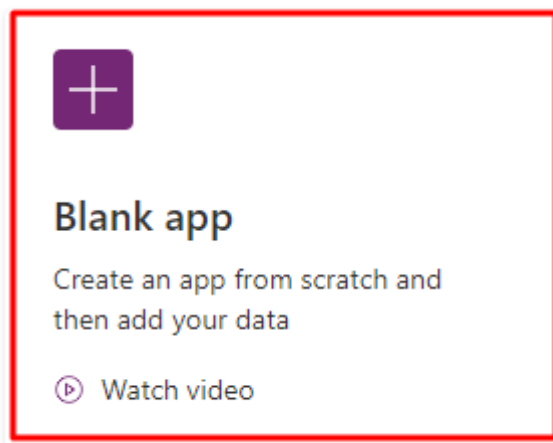 Blank app
Create an app from scratch and
then add your data
Watch video